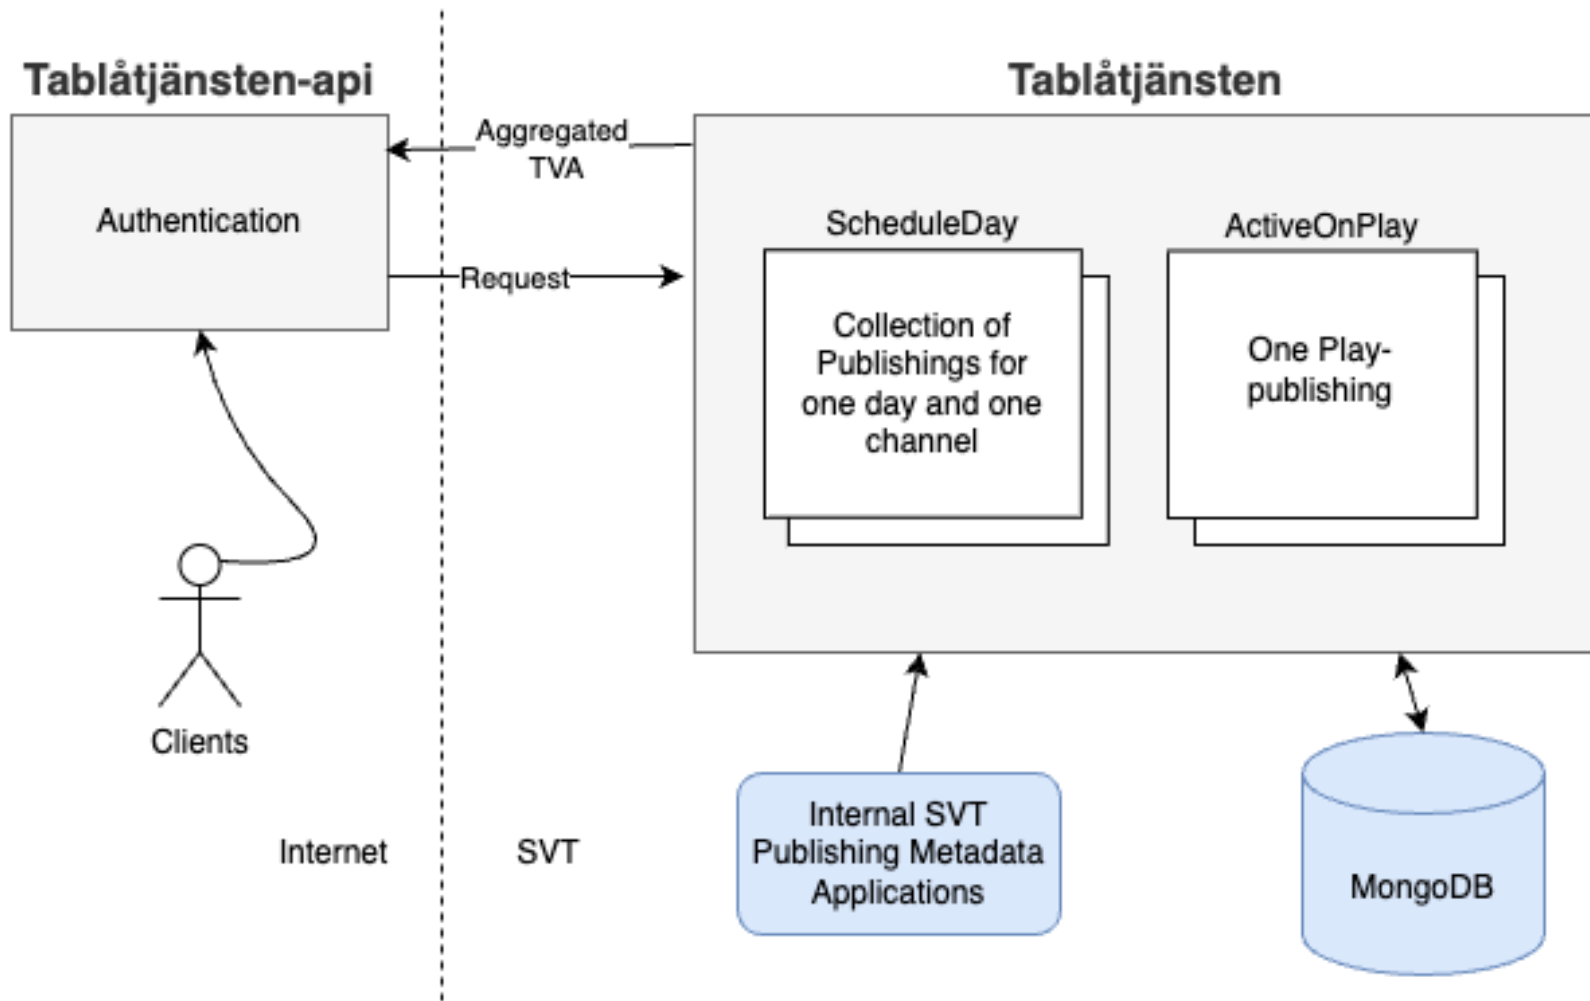 Tablåtjänsten-api
Tablåtjänsten
Aggregated
TVA
Authentication
Request
ScheduleDay
ActiveOnPlay
Collection of
Publishings for
one day and one
channel
One Play-
publishing
Clients
Internet
SVT
Internal SVT
Publishing Metadata
Applications
MongoDB